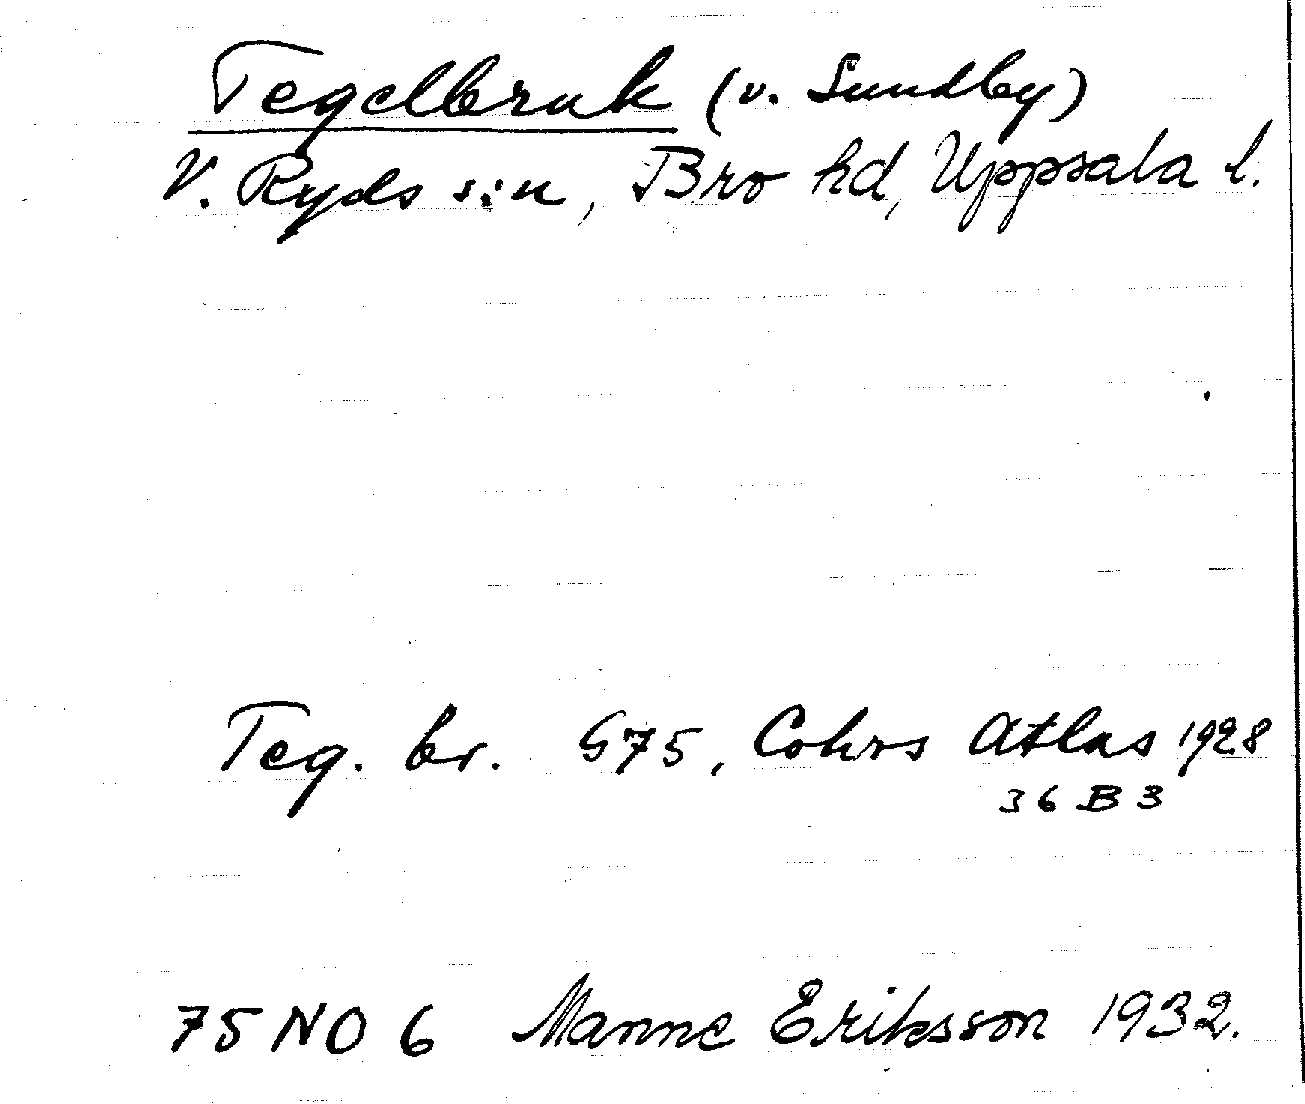 Tegelbruk (v. Sundby)
V. Ryds s:n, Bro hd, Uppsala l.
Teg. br. G75, Cohrs Atlas 1928
36 B 3
75 NO 6 Manne Eriksson 1932.